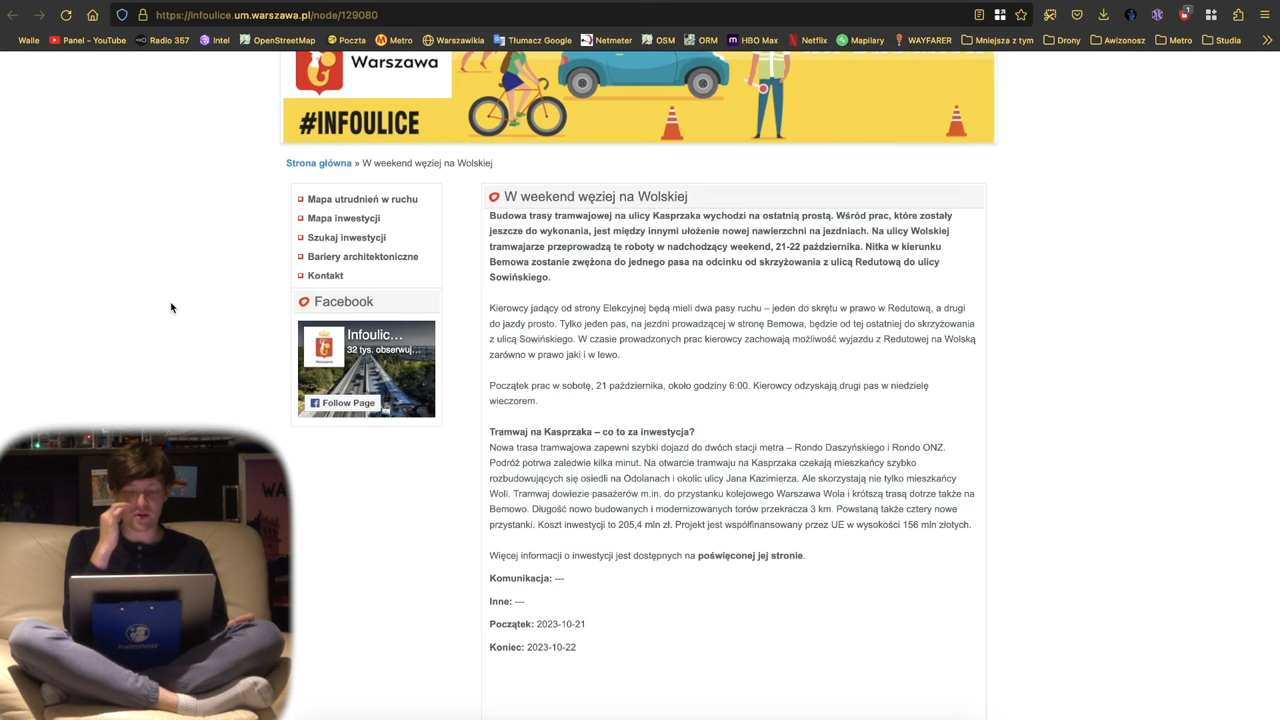 https://infoulice.um.warszawa.pl/node/129080
1
Walle
Panel – YouTube
Radio 357
Intel
OpenStreetMap
Poczta
Metro
Warszawikia
Tłumacz Google
Netmeter
OSM
ORM
HBO Max
Netflix
Mapilary
WAYFARER
Mniejsza z tym
Drony
Awizonosz
Metro
Studia
Warszawa
#INFOULICE
Strona główna » W weekend węziej na Wolskiej
Mapa utrudnień w ruchu
Mapa inwestycji
Szukaj inwestycji
Bariery architektoniczne
Kontakt
Facebook
Infoulic...
32 tys. obserwuj...
Warszawa
Follow Page
W weekend węziej na Wolskiej
Budowa trasy tramwajowej na ulicy Kasprzaka wychodzi na ostatnią prostą. Wśród prac, które zostały
jeszcze do wykonania, jest między innymi ułożenie nowej nawierzchni na jezdniach. Na ulicy Wolskiej
tramwajarze przeprowadzą te roboty w nadchodzący weekend, 21-22 października. Nitka w kierunku
Bemowa zostanie zwężona do jednego pasa na odcinku od skrzyżowania z ulicą Redutową do ulicy
Sowińskiego.
Kierowcy jadący od strony Elekcyjnej będą mieli dwa pasy ruchu – jeden do skrętu w prawo w Redutową, a drugi
do jazdy prosto. Tylko jeden pas, na jezdni prowadzącej w stronę Bemowa, będzie od tej ostatniej do skrzyżowania
z ulicą Sowińskiego. W czasie prowadzonych prac kierowcy zachowają możliwość wyjazdu z Redutowej na Wolską
zarówno w prawo jaki i w lewo.
Początek prac w sobotę, 21 października, około godziny 6:00. Kierowcy odzyskają drugi pas w niedzielę
wieczorem.
Tramwaj na Kasprzaka – co to za inwestycja?
Nowa trasa tramwajowa zapewni szybki dojazd do dwóch stacji metra – Rondo Daszyńskiego i Rondo ONZ.
Podróż potrwa zaledwie kilka minut. Na otwarcie tramwaju na Kasprzaka czekają mieszkańcy szybko
rozbudowujących się osiedli na Odolanach i okolic ulicy Jana Kazimierza. Ale skorzystają nie tylko mieszkańcy
Woli. Tramwaj dowiezie pasażerów m.in. do przystanku kolejowego Warszawa Wola i krótszą trasą dotrze także na
Bemowo. Długość nowo budowanych i modernizowanych torów przekracza 3 km. Powstaną także cztery nowe
przystanki. Koszt inwestycji to 205,4 mln zł. Projekt jest współfinansowany przez UE w wysokości 156 mln złotych.
Więcej informacji o inwestycji jest dostępnych na poświęconej jej stronie.
Komunikacja: ---
Inne: ---
Początek: 2023-10-21
Koniec: 2023-10-22
Awizonosz
WA